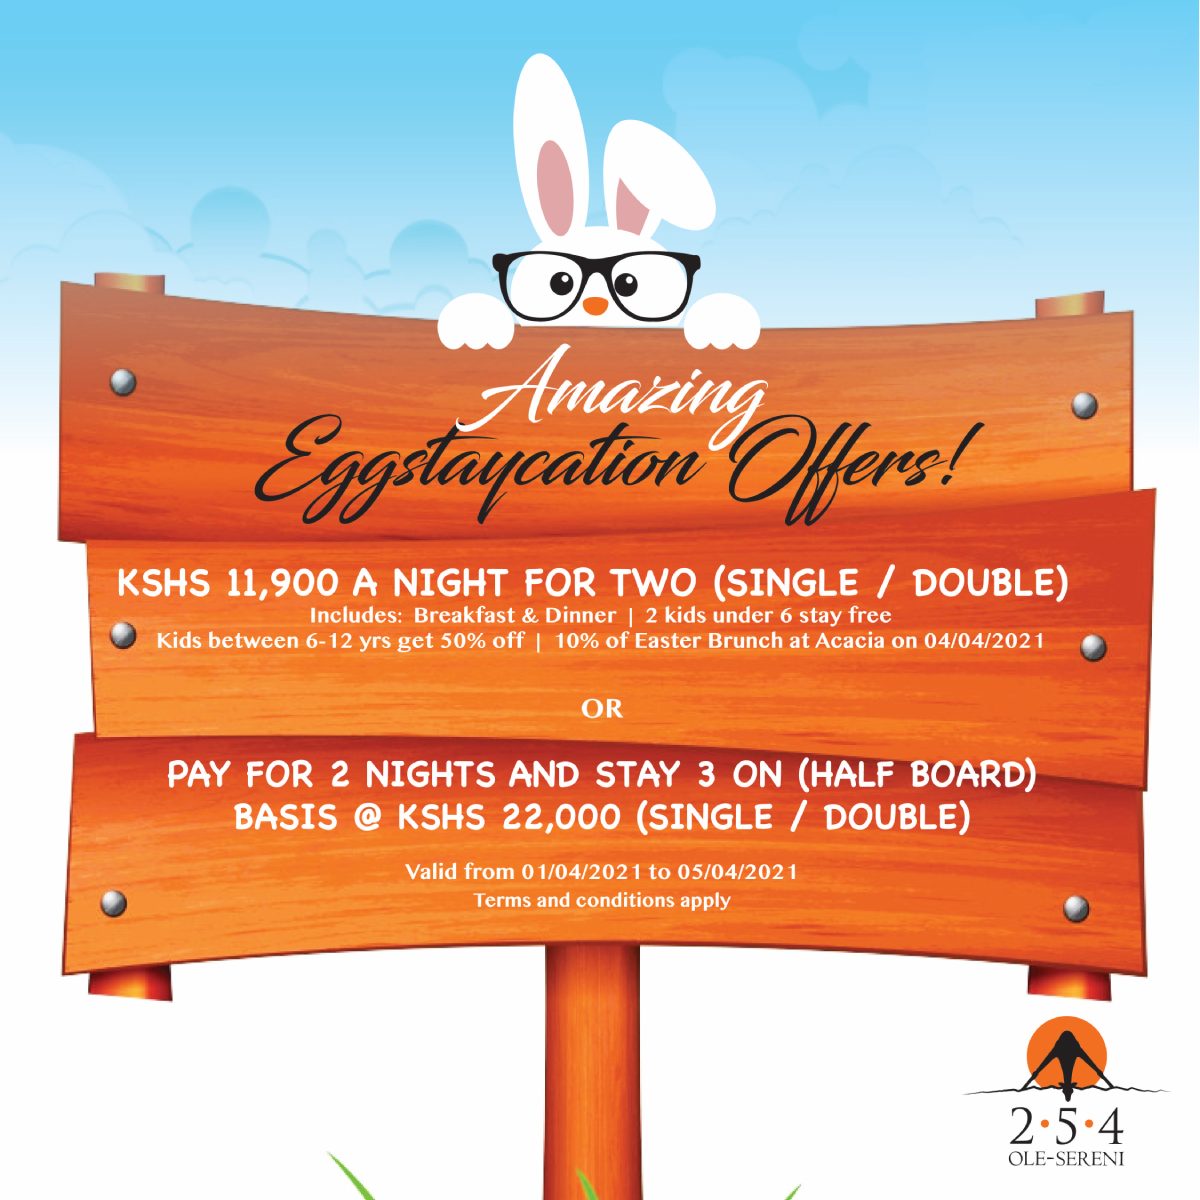 Amazing
Eggstaycation Offers!
KSHS 11,900 A NIGHT FOR TWO (SINGLE / DOUBLE)
Includes: Breakfast & Dinner | 2 kids under 6 stay free
Kids between 6-12 yrs get 50% off | 10% of Easter Brunch at Acacia on 04/04/2021
OR
PAY FOR 2 NIGHTS AND STAY 3 ON (HALF BOARD)
BASIS @ KSHS 22,000 (SINGLE / DOUBLE)
Valid from 01/04/2021 to 05/04/2021
Terms and conditions apply
2·5·4
OLE-SERENI